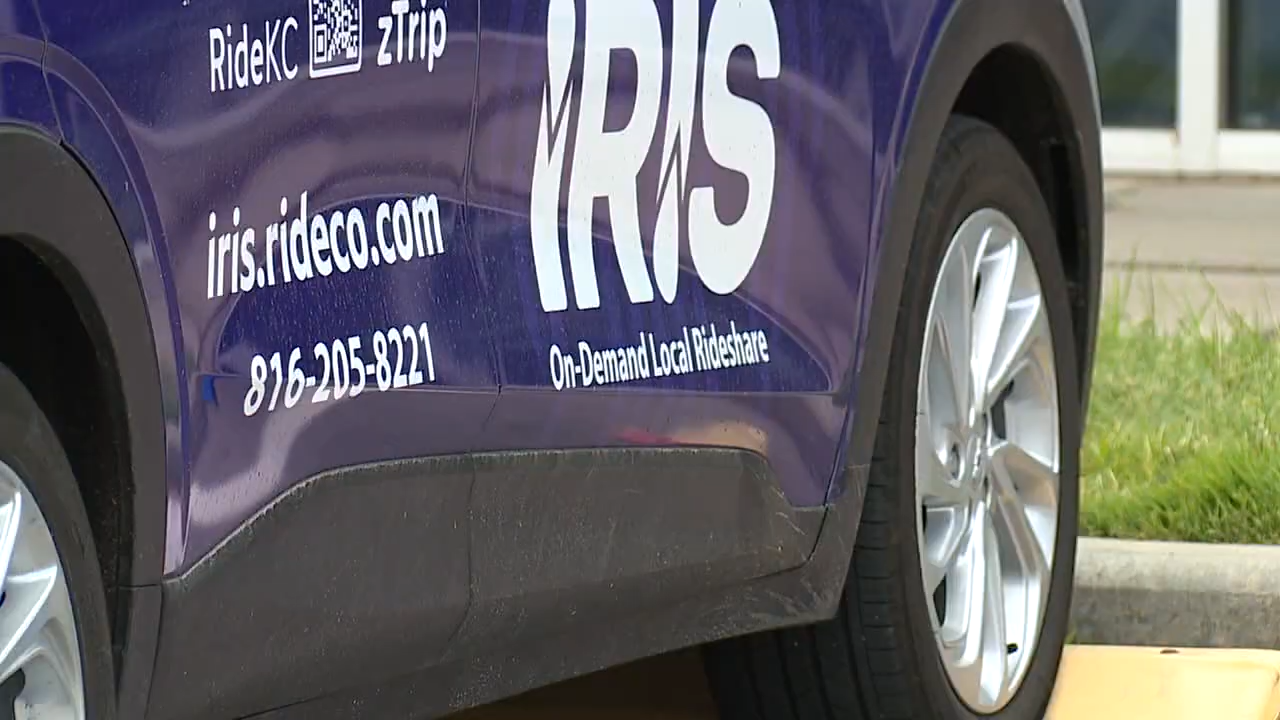 RideKC zTrip
iris.rideco.com
816-205-8221
iRIS
On-Demand Local Rideshare